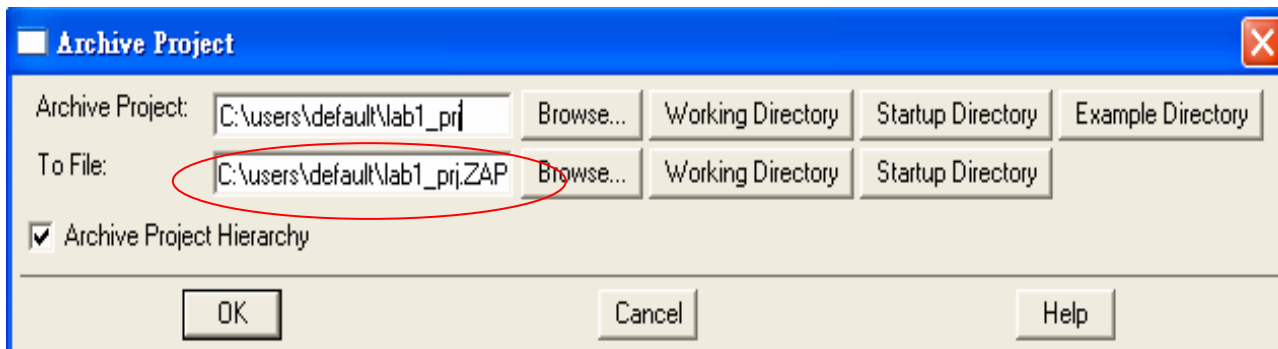 Archive Project
Archive Project: C:\users\default\lab1_prj Browse... Working Directory Startup Directory Example Directory
To File: C:\users\default\lab1_prj.ZAP Browse... Working Directory Startup Directory
Archive Project Hierarchy
OK Cancel Help